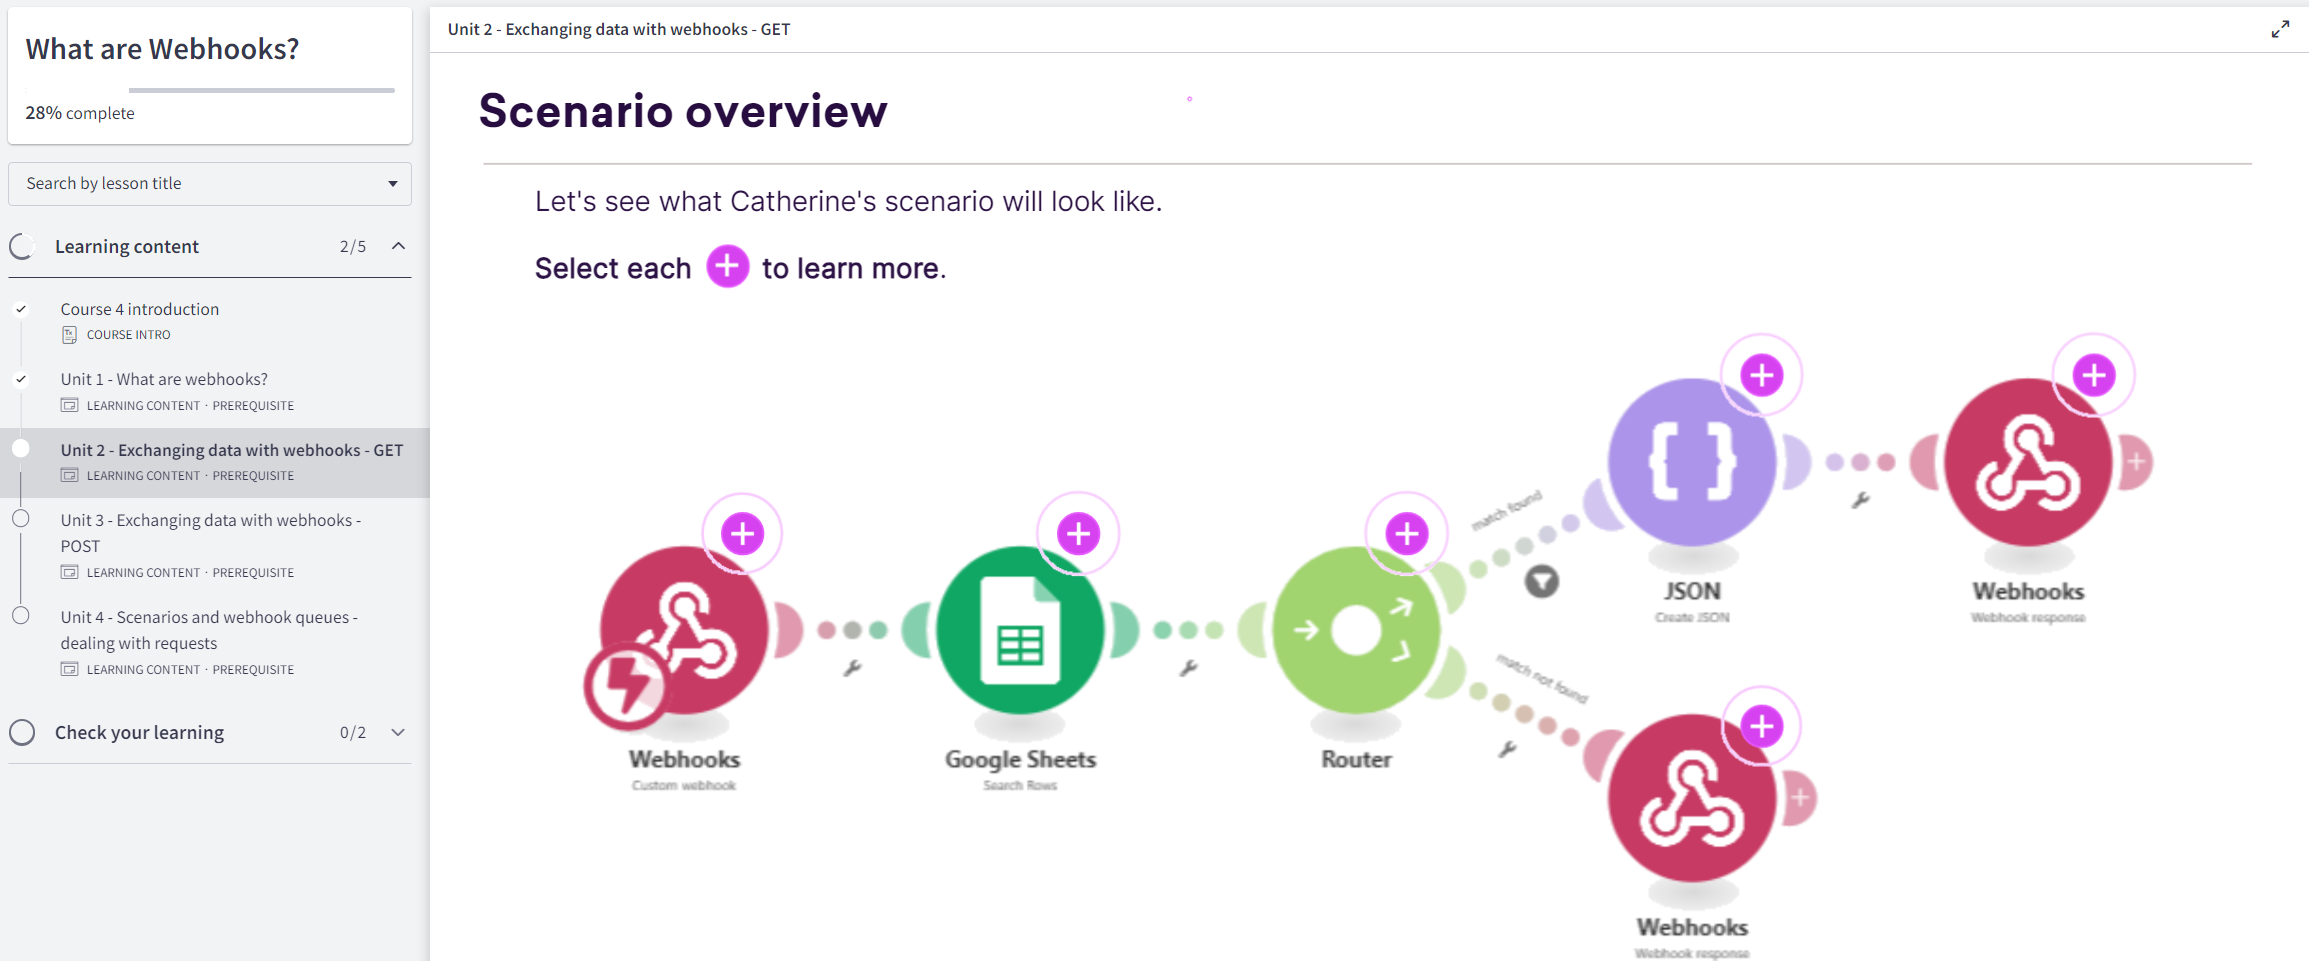 What are Webhooks?
28% complete
Search by lesson title
Learning content 2/5
Course 4 introduction
COURSE INTRO
Unit 1 - What are webhooks?
LEARNING CONTENT · PREREQUISITE
Unit 2 - Exchanging data with webhooks - GET
LEARNING CONTENT · PREREQUISITE
Unit 3 - Exchanging data with webhooks -
POST
LEARNING CONTENT · PREREQUISITE
Unit 4 - Scenarios and webhook queues -
dealing with requests
LEARNING CONTENT · PREREQUISITE
Check your learning 0/2
Unit 2 - Exchanging data with webhooks - GET
Scenario overview
Let's see what Catherine's scenario will look like.
Select each + to learn more.
match found
JSON
Create JSON
Webhooks
Webhook response
Webhooks
Custom webhook
Google Sheets
Search Rows
Router
match not found
Webhooks
Webhook response